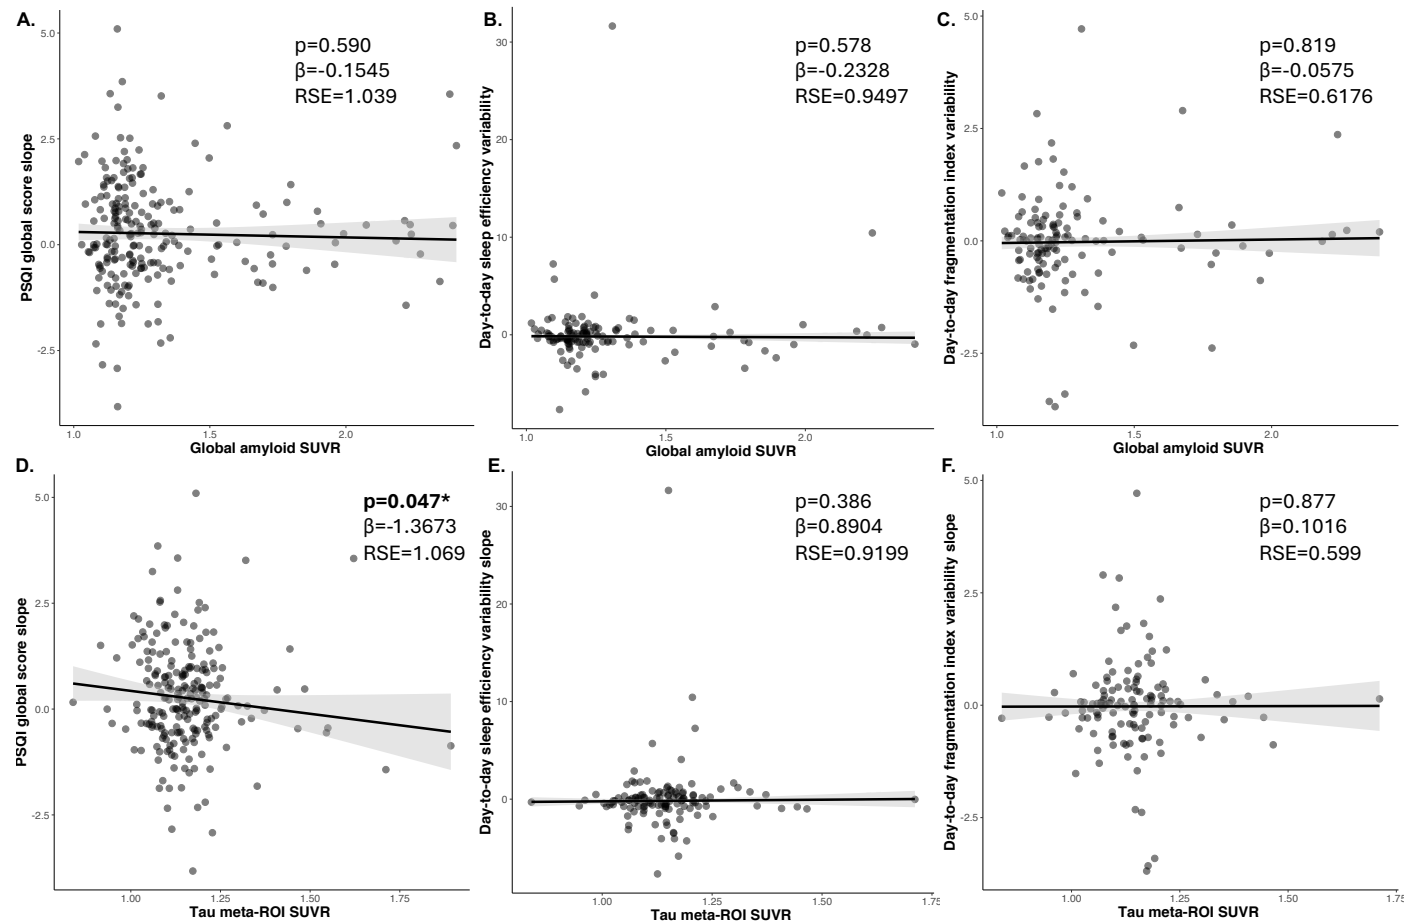 A.
p=0.590
β=-0.1545
RSE=1.039
PSQI global score slope
5.0
2.5
0.0
-2.5
1.0
1.5
2.0
Global amyloid SUVR
B.
p=0.578
β=-0.2328
RSE=0.9497
Day-to-day sleep efficiency variability
30
20
10
0
1.0
1.5
2.0
Global amyloid SUVR
C.
p=0.819
β=-0.0575
RSE=0.6176
Day-to-day fragmentation index variability
5.0
2.5
0.0
-2.5
1.0
1.5
2.0
Global amyloid SUVR
D.
p=0.047*
β=-1.3673
RSE=1.069
PSQI global score slope
5.0
2.5
0.0
-2.5
1.00
1.25
1.50
1.75
Tau meta-ROI SUVR
E.
p=0.386
β=0.8904
RSE=0.9199
Day-to-day sleep efficiency variability slope
30
20
10
0
1.00
1.25
1.50
1.75
Tau meta-ROI SUVR
F.
p=0.877
β=0.1016
RSE=0.599
Day-to-day fragmentation index variability slope
5.0
2.5
0.0
-2.5
1.00
1.25
1.50
1.75
Tau meta-ROI SUVR